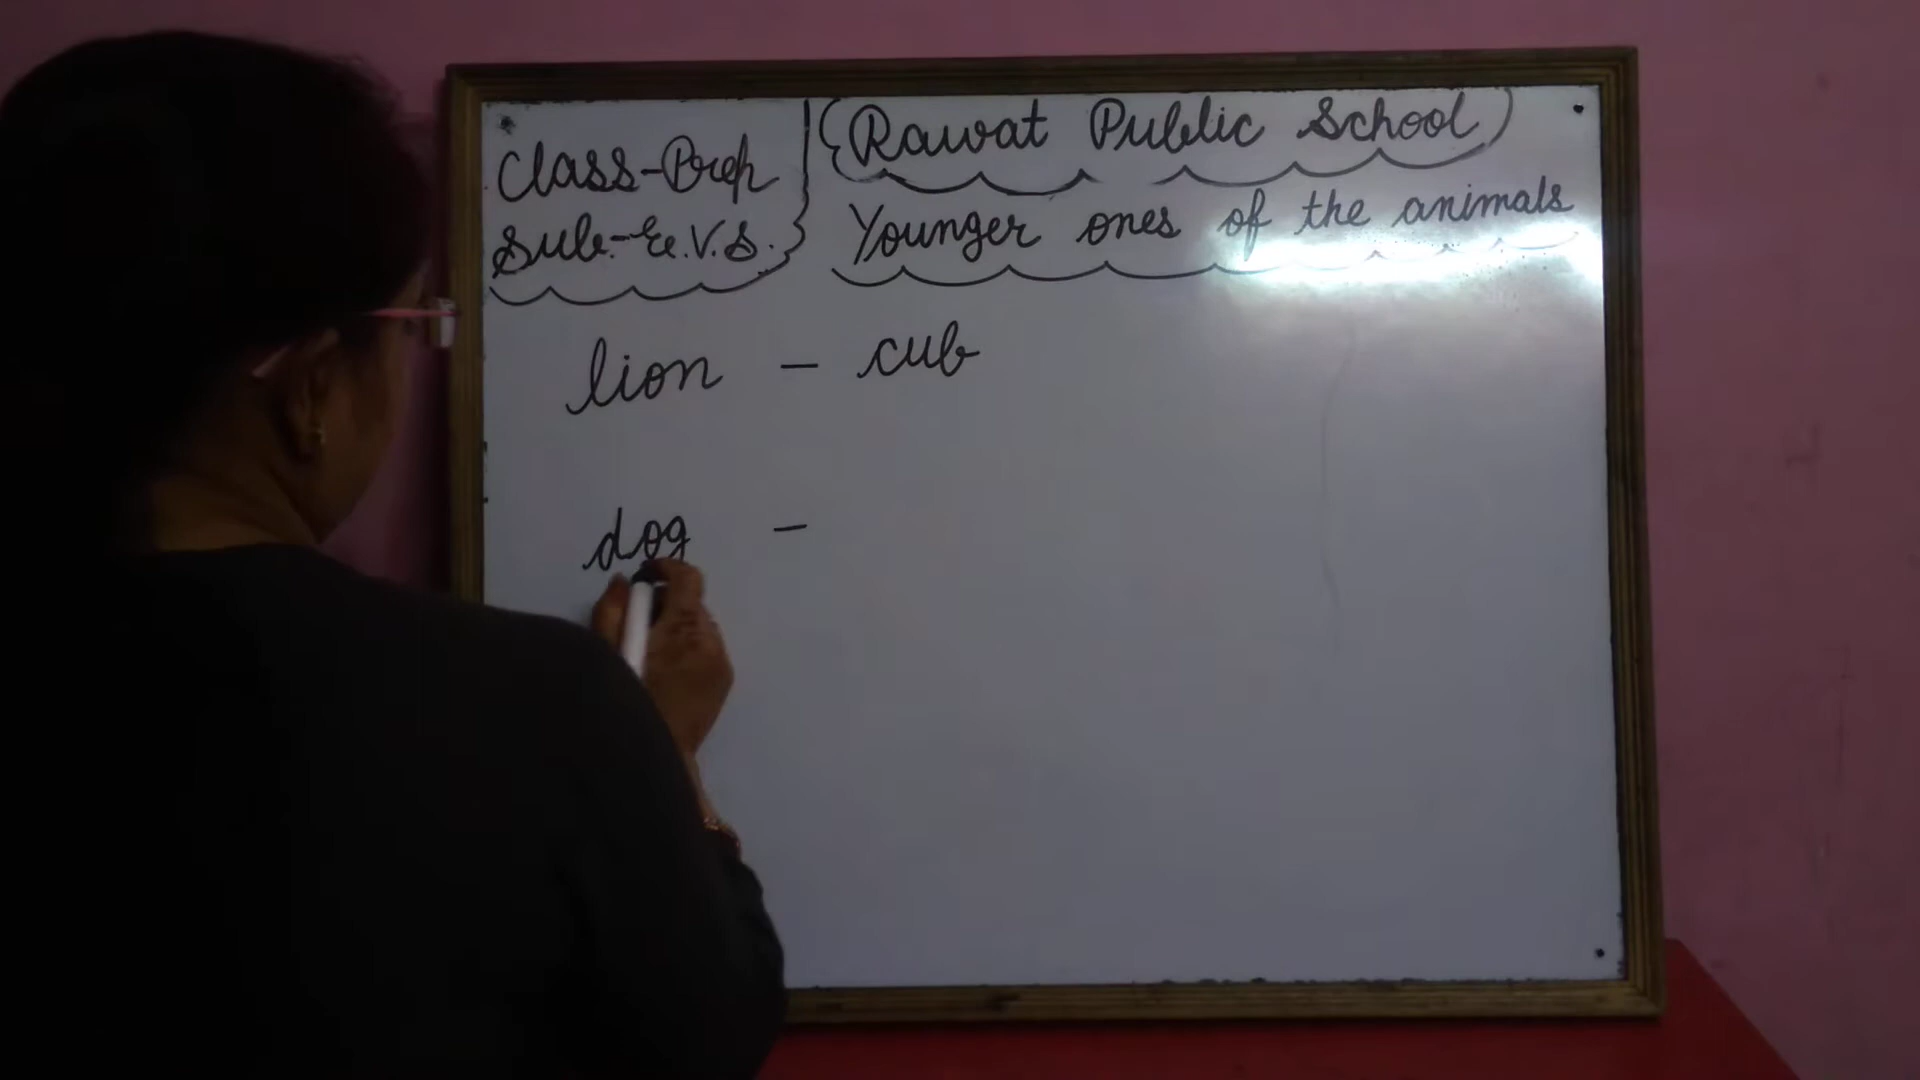 Class-Prep
Sub.-E.V.S.
(Rawat Public School)
Younger ones of the animals
lion - cub
dog -